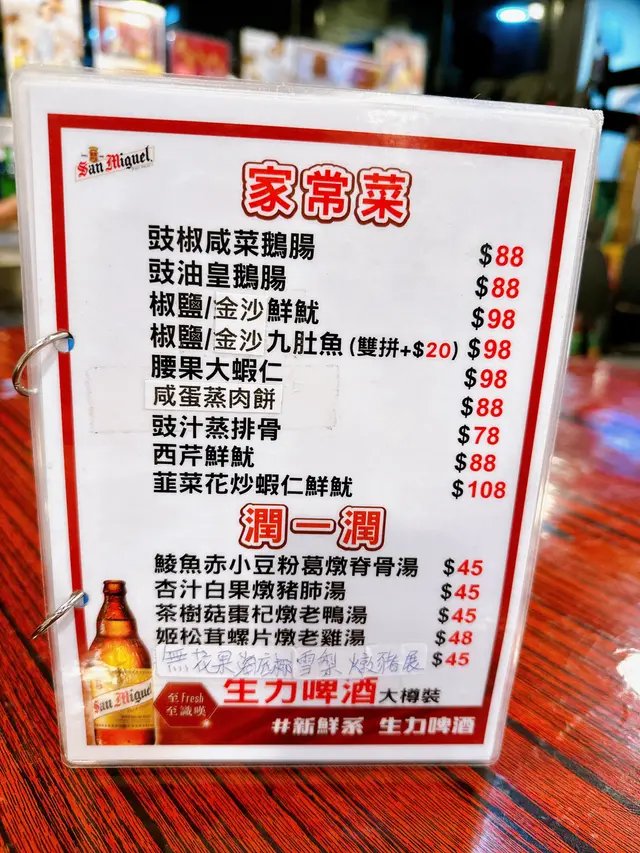 San Miguel
家常菜
豉椒咸菜鵝腸 $88
豉油皇鵝腸 $88
椒鹽/金沙鮮魷 $98
椒鹽/金沙九肚魚(雙拼+$20) $98
腰果大蝦仁 $98
咸蛋蒸肉餅 $88
豉汁蒸排骨 $78
西芹鮮魷 $88
韮菜花炒蝦仁鮮魷 $108
潤一潤
鯪魚赤小豆粉葛燉脊骨湯 $45
杏汁白果燉豬肺湯 $45
茶樹菇棗杞燉老鴨湯 $45
姬松茸螺片燉老雞湯 $48
無花果海底椰雪梨燉豬展 $45
San Miguel
至Fresh
至識嘆
生力啤酒大樽裝
#新鮮系 生力啤酒